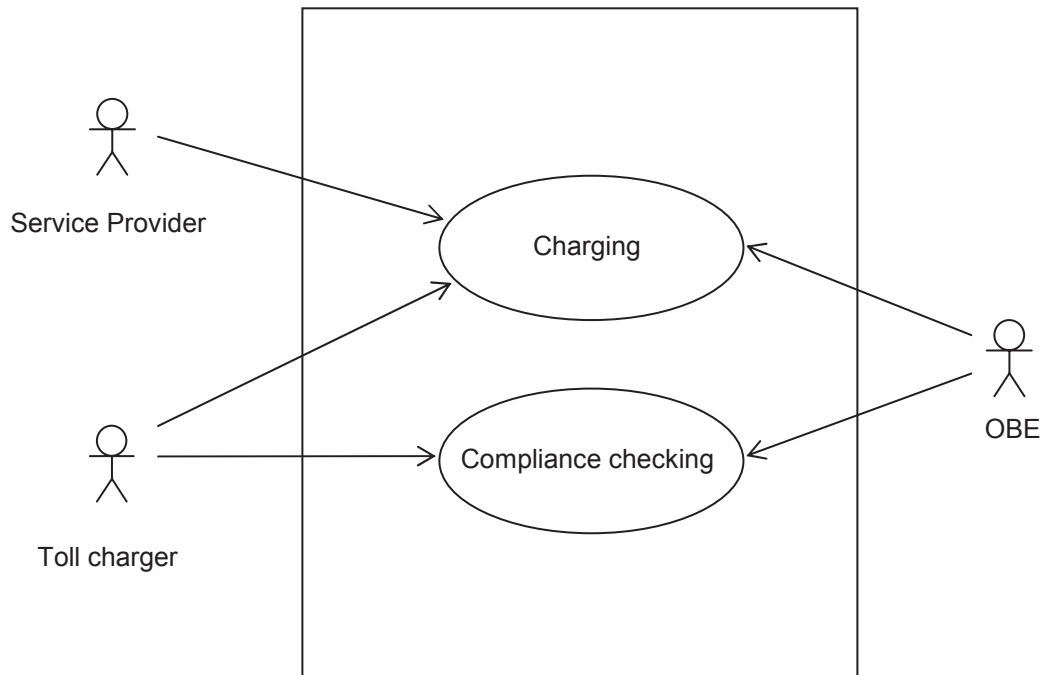 Service Provider
Charging
OBE
Compliance checking
Toll charger